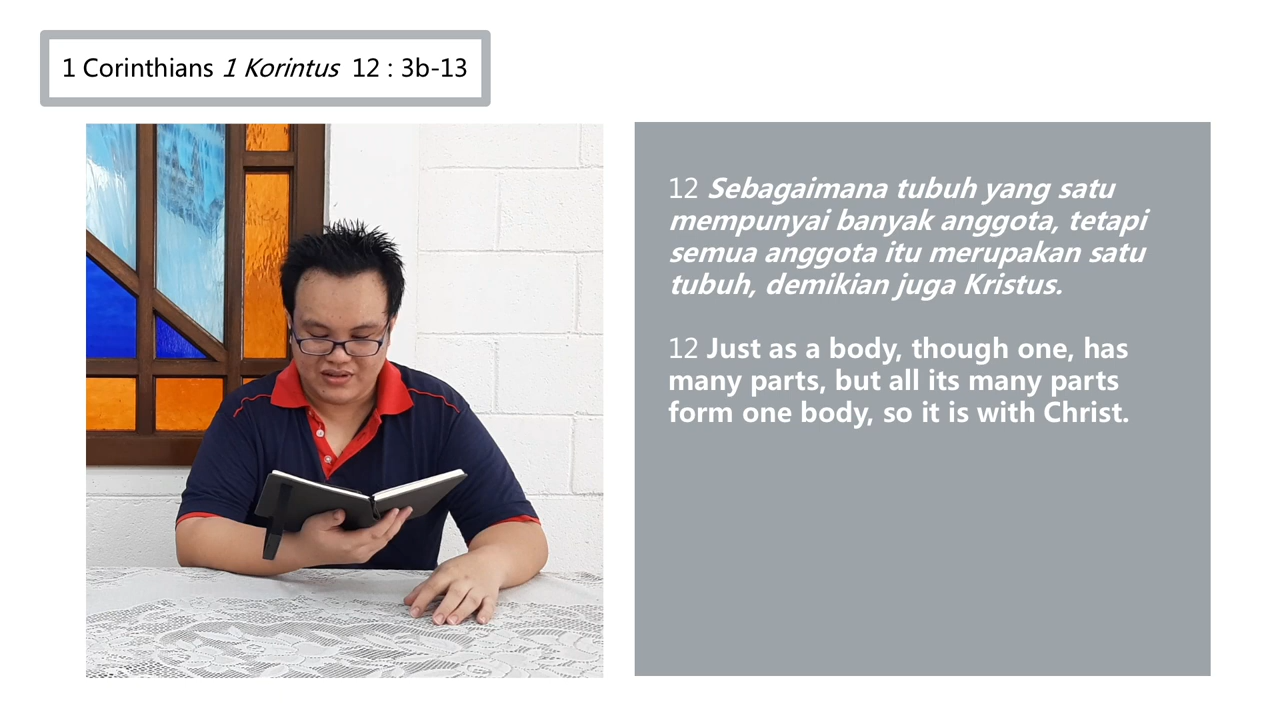 1 Corinthians 1 Korintus 12 : 3b-13
12 Sebagaimana tubuh yang satu
mempunyai banyak anggota, tetapi
semua anggota itu merupakan satu
tubuh, demikian juga Kristus.
12 Just as a body, though one, has
many parts, but all its many parts
form one body, so it is with Christ.